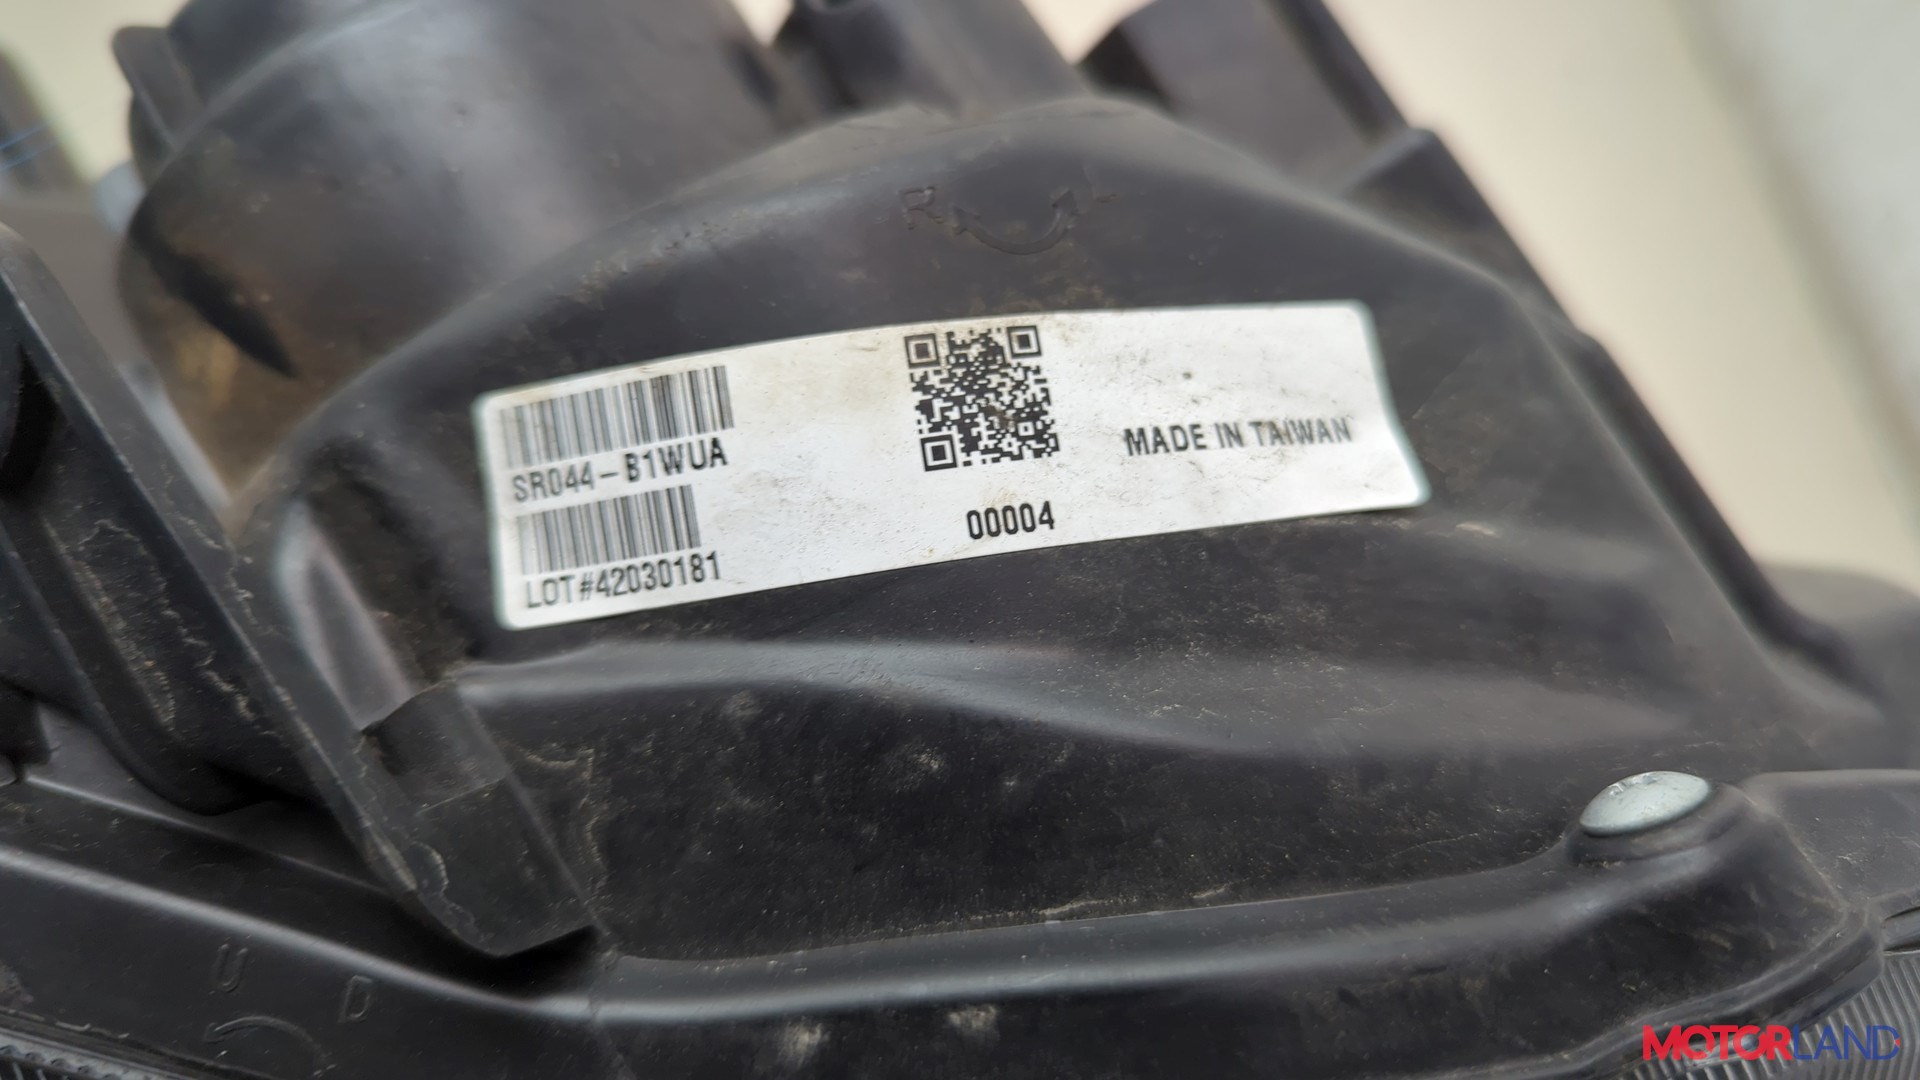 R L
SR044-B1WUA
LOT#42030181
00004
MADE IN TAIWAN
U D
MOTORLAND